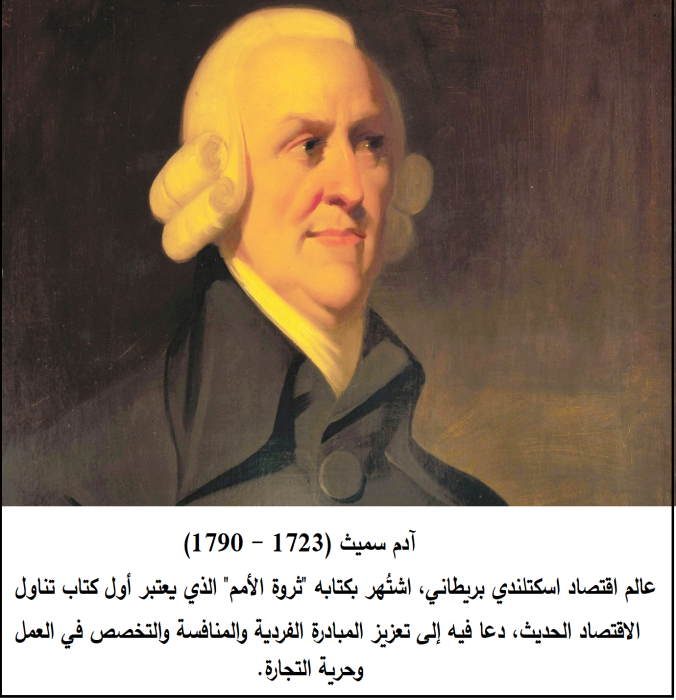 آدم سميث (1723 - 1790)
عالم اقتصاد اسكتلندي بريطاني، اشتُهر بكتابه "ثروة الأمم" الذي يعتبر أول كتاب تناول
الاقتصاد الحديث، دعا فيه إلى تعزيز المبادرة الفردية والمنافسة والتخصص في العمل
وحرية التجارة.